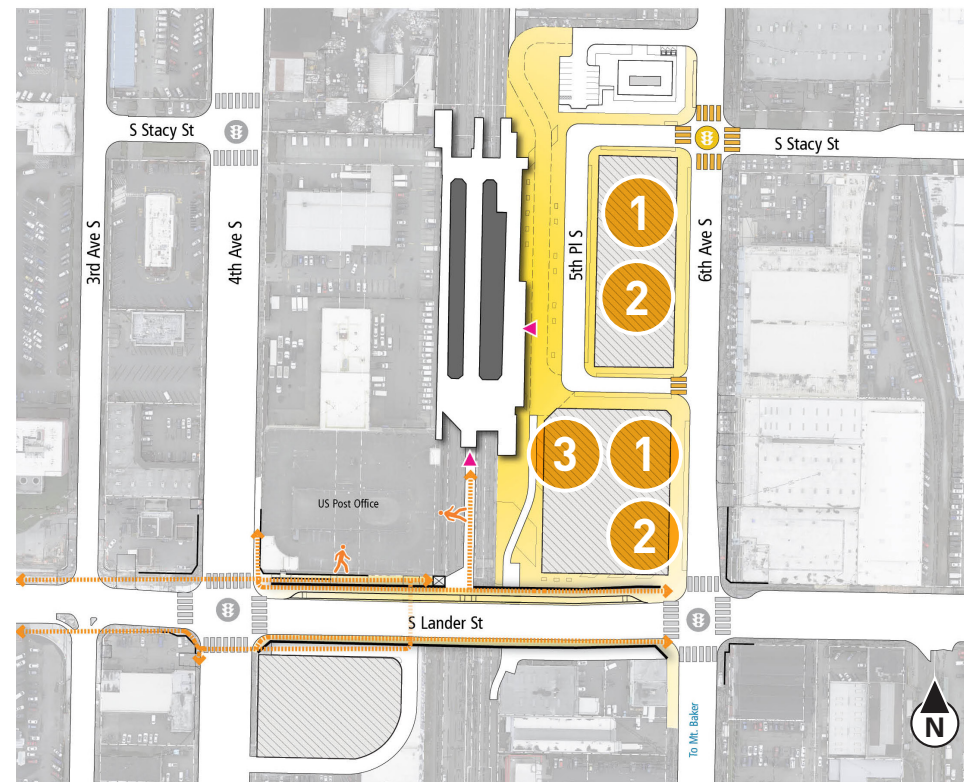 S Stacy St
S Stacy St
3rd Ave S
4th Ave S
5th Pl S
6th Ave S
1
2
US Post Office
3
1
2
S Lander St
To Mt. Baker
N